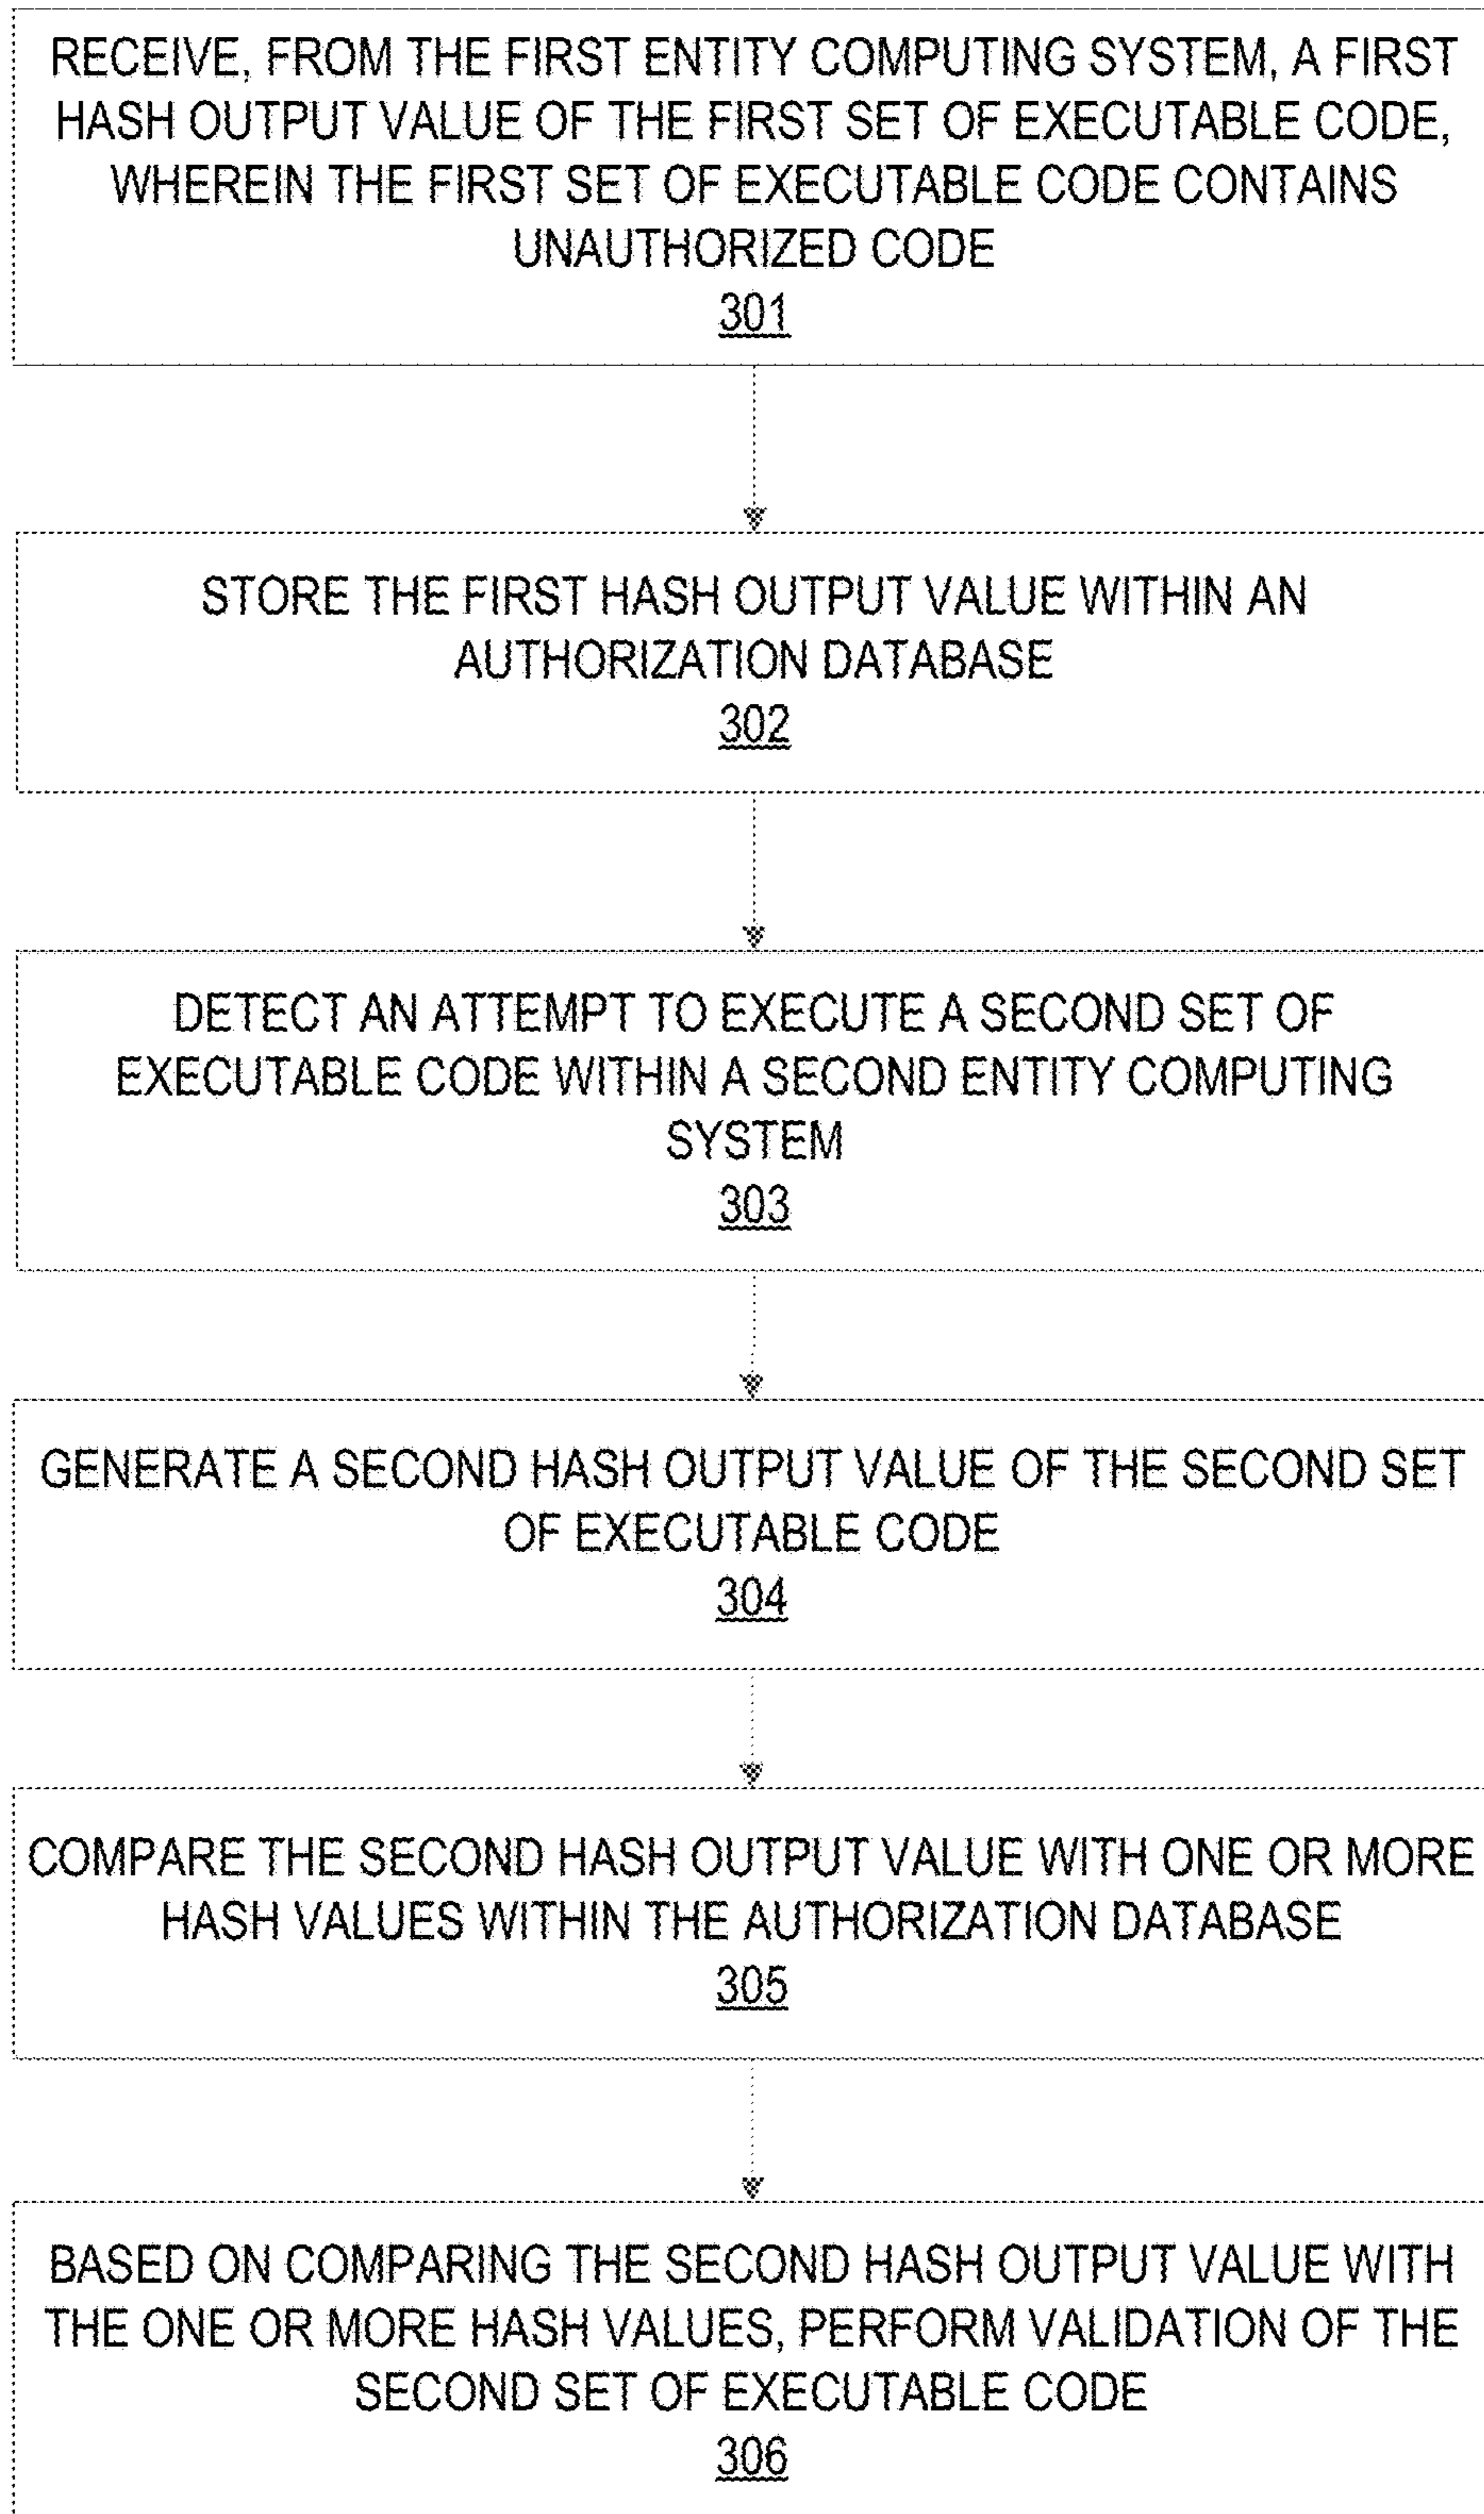 RECEIVE, FROM THE FIRST ENTITY COMPUTING SYSTEM, A FIRST
HASH OUTPUT VALUE OF THE FIRST SET OF EXECUTABLE CODE,
WHEREIN THE FIRST SET OF EXECUTABLE CODE CONTAINS
UNAUTHORIZED CODE
301
STORE THE FIRST HASH OUTPUT VALUE WITHIN AN
AUTHORIZATION DATABASE
302
DETECT AN ATTEMPT TO EXECUTE A SECOND SET OF
EXECUTABLE CODE WITHIN A SECOND ENTITY COMPUTING
SYSTEM
303
GENERATE A SECOND HASH OUTPUT VALUE OF THE SECOND SET
OF EXECUTABLE CODE
304
COMPARE THE SECOND HASH OUTPUT VALUE WITH ONE OR MORE
HASH VALUES WITHIN THE AUTHORIZATION DATABASE
305
BASED ON COMPARING THE SECOND HASH OUTPUT VALUE WITH
THE ONE OR MORE HASH VALUES, PERFORM VALIDATION OF THE
SECOND SET OF EXECUTABLE CODE
306